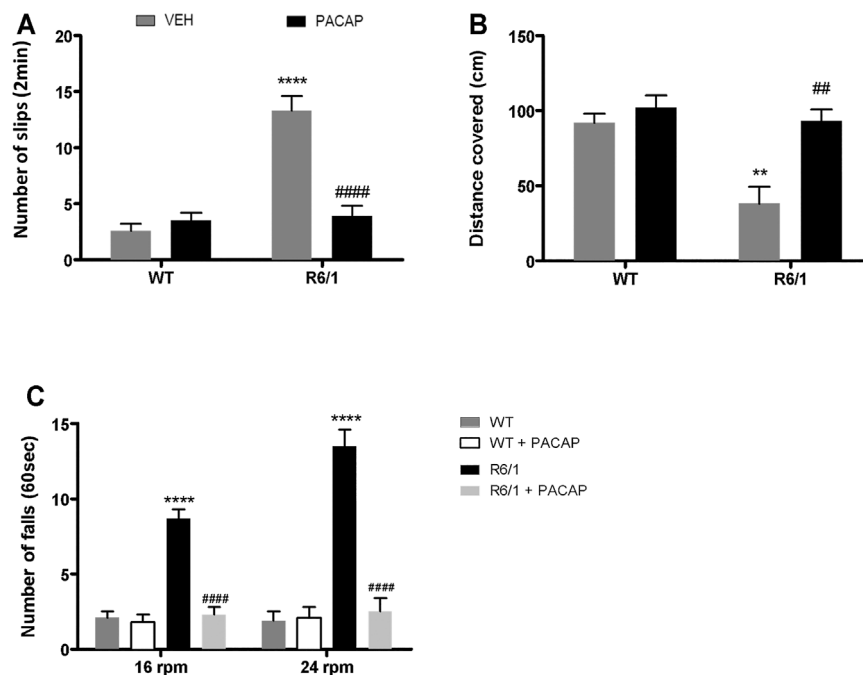 A
VEH
PACAP
Number of slips (2min)
20
15
10
5
0
****
####
WT
R6/1
B
Distance covered (cm)
150
100
50
0
**
##
WT
R6/1
C
Number of falls (60sec)
15
10
5
0
****
####
****
####
16 rpm
24 rpm
WT
WT + PACAP
R6/1
R6/1 + PACAP